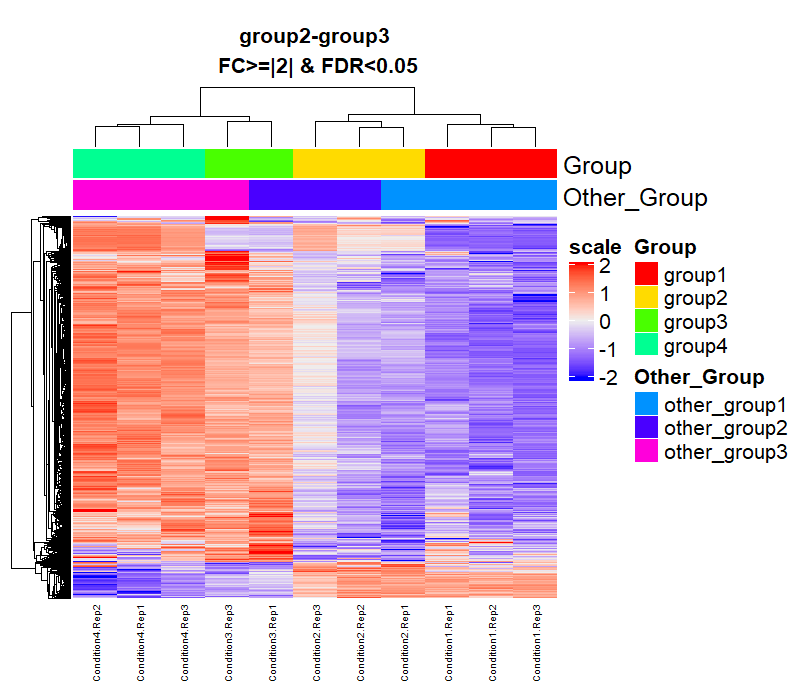 group2-group3
FC>=|2| & FDR<0.05
Group
Other_Group
scale
2
1
0
-1
-2
Group
group1
group2
group3
group4
Other_Group
other_group1
other_group2
other_group3
Condition4.Rep2
Condition4.Rep1
Condition4.Rep3
Condition3.Rep3
Condition3.Rep1
Condition2.Rep3
Condition2.Rep2
Condition2.Rep1
Condition1.Rep1
Condition1.Rep2
Condition1.Rep3